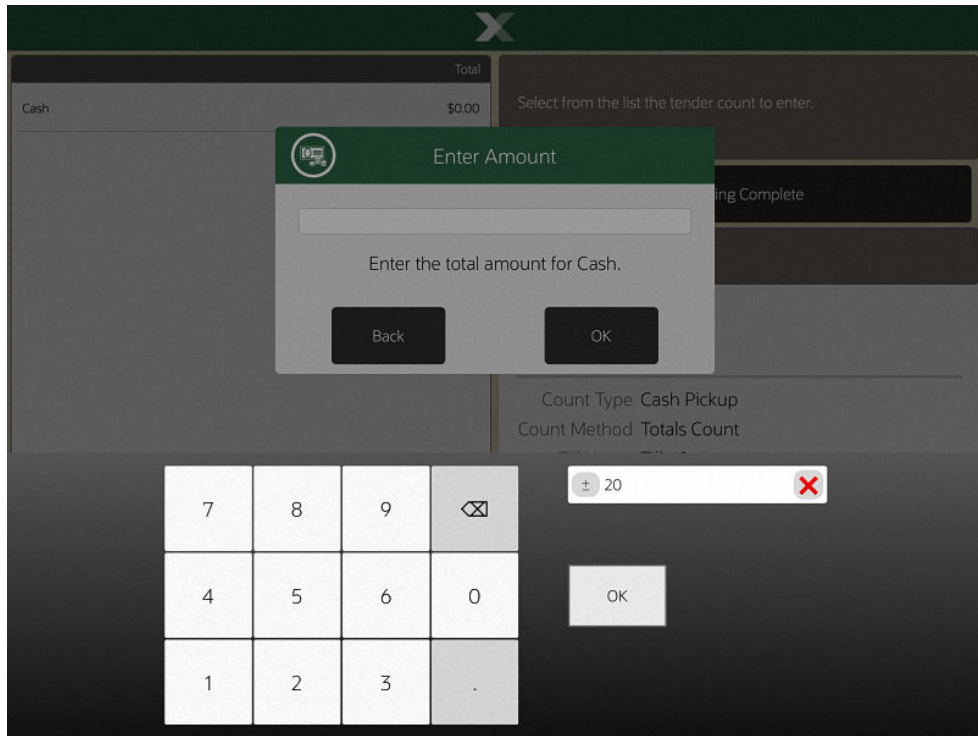 X
Total
Cash $0.00
Select from the list the tender count to enter.
Enter Amount
ing Complete
Enter the total amount for Cash.
Back OK
Count Type Cash Pickup
Count Method Totals Count
± 20
7 8 9
4 5 6 0
OK
1 2 3 .